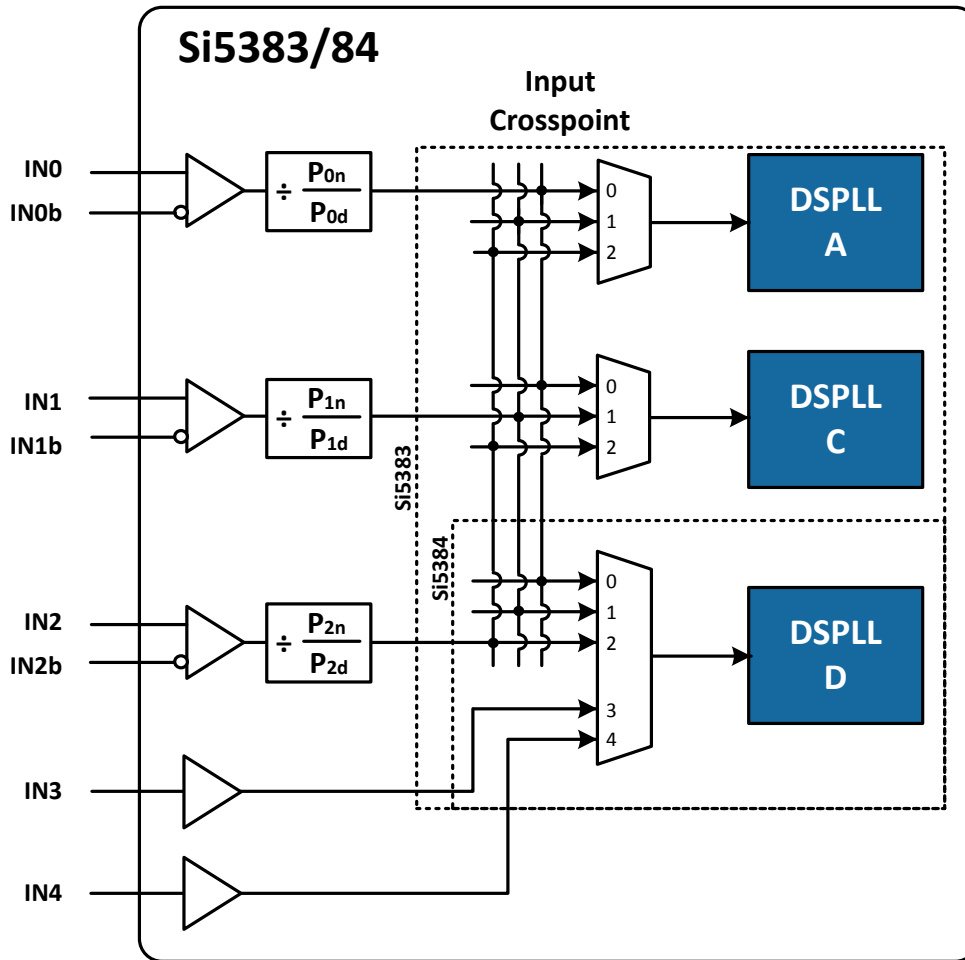 Si5383/84
Input
Crosspoint
IN0
IN0b
÷ P0n
P0d
0
1
2
DSPLL
A
IN1
IN1b
÷ P1n
P1d
0
1
2
DSPLL
C
Si5383
Si5384
IN2
IN2b
÷ P2n
P2d
0
1
2
3
4
DSPLL
D
IN3
IN4